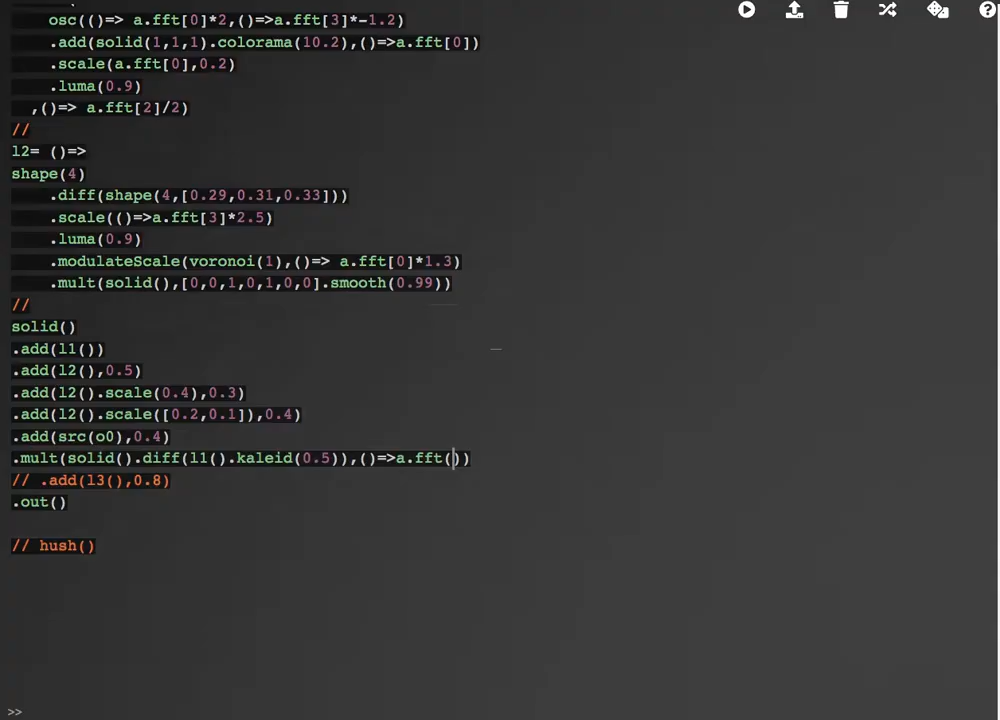 osc(()=> a.fft[0]*2,()=>a.fft[3]*-1.2)
.add(solid(1,1,1).colorama(10.2),()=>a.fft[0])
.scale(a.fft[0],0.2)
.luma(0.9)
,()=> a.fft[2]/2)
//
l2= ()=>
shape(4)
.diff(shape(4,[0.29,0.31,0.33]))
.scale(()=>a.fft[3]*2.5)
.luma(0.9)
.modulateScale(voronoi(1),()=> a.fft[0]*1.3)
.mult(solid(),[0,0,1,0,1,0,0].smooth(0.99))
//
solid()
.add(l1())
.add(l2(),0.5)
.add(l2().scale(0.4),0.3)
.add(l2().scale([0.2,0.1]),0.4)
.add(src(o0),0.4)
.mult(solid().diff(l1().kaleid(0.5)),()=>a.fft())
// .add(l3(),0.8)
.out()
// hush()
>>